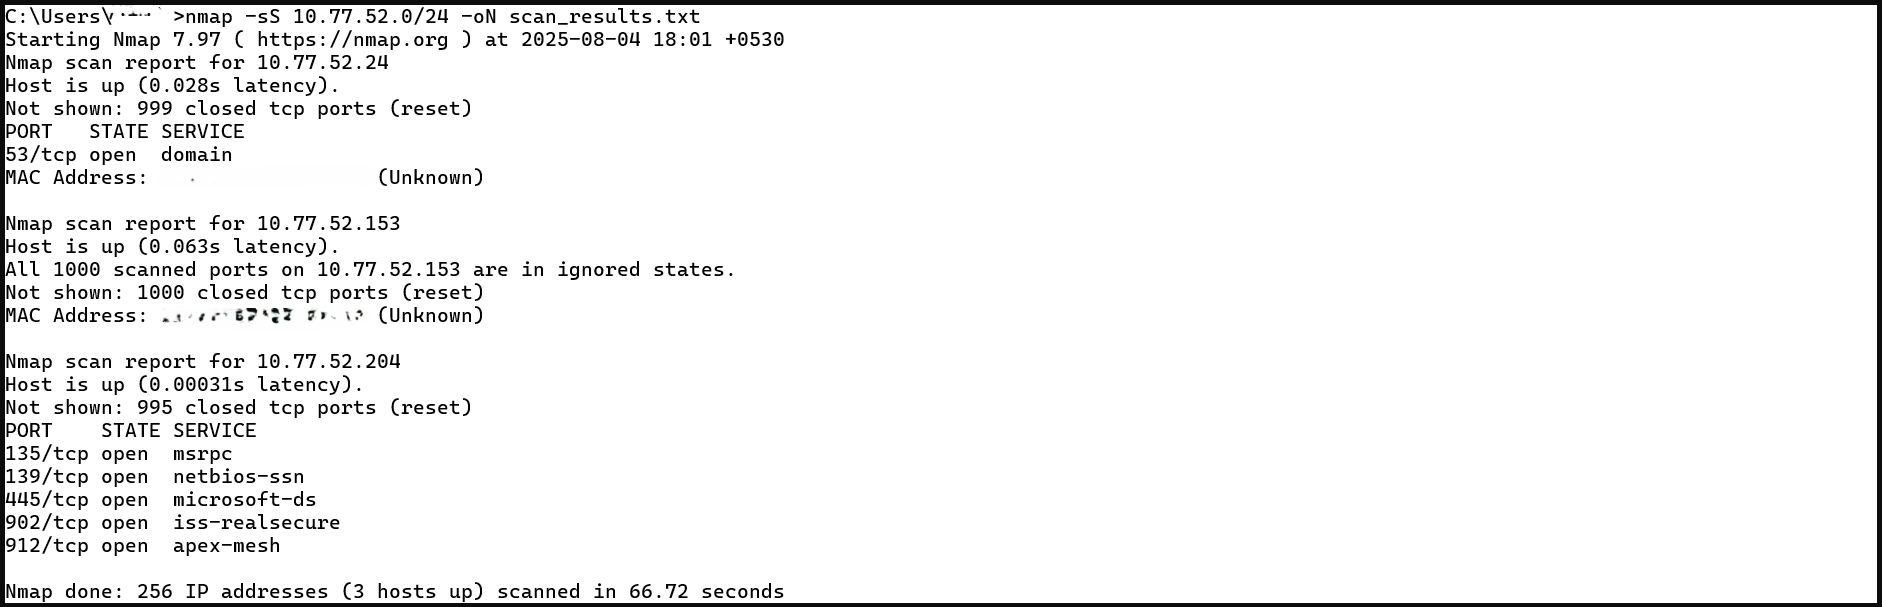 C:\Users\ >nmap -sS 10.77.52.0/24 -oN scan_results.txt
Starting Nmap 7.97 ( https://nmap.org ) at 2025-08-04 18:01 +0530
Nmap scan report for 10.77.52.24
Host is up (0.028s latency).
Not shown: 999 closed tcp ports (reset)
PORT   STATE SERVICE
53/tcp open  domain
MAC Address: (Unknown)
Nmap scan report for 10.77.52.153
Host is up (0.063s latency).
All 1000 scanned ports on 10.77.52.153 are in ignored states.
Not shown: 1000 closed tcp ports (reset)
MAC Address: (Unknown)
Nmap scan report for 10.77.52.204
Host is up (0.00031s latency).
Not shown: 995 closed tcp ports (reset)
PORT    STATE SERVICE
135/tcp open  msrpc
139/tcp open  netbios-ssn
445/tcp open  microsoft-ds
902/tcp open  iss-realsecure
912/tcp open  apex-mesh
Nmap done: 256 IP addresses (3 hosts up) scanned in 66.72 seconds